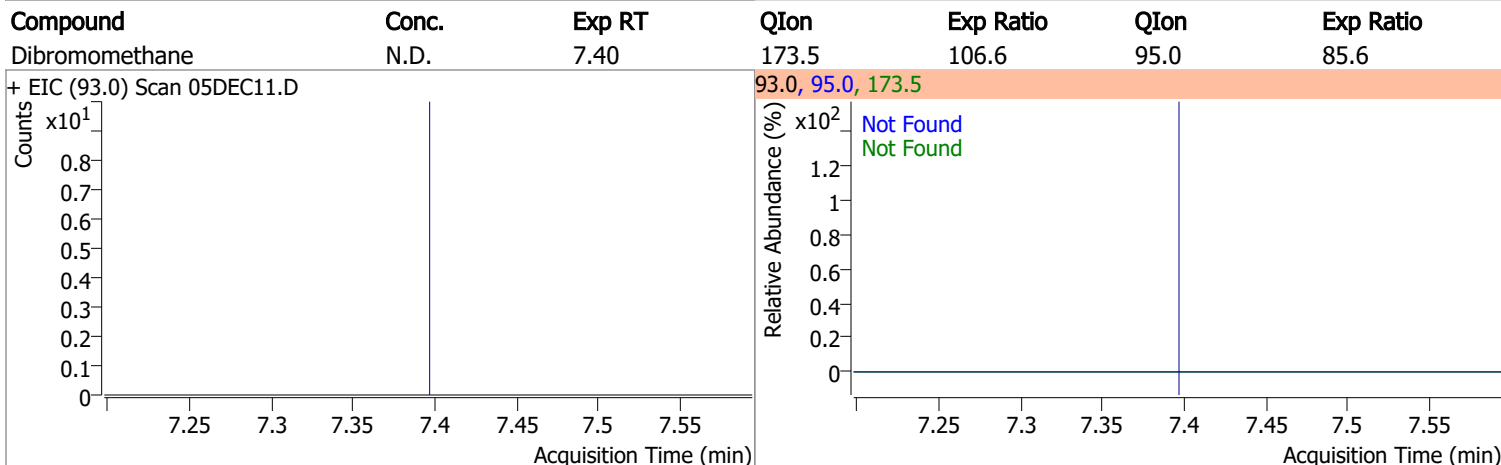 Compound Conc. Exp RT QIon Exp Ratio QIon Exp Ratio
Dibromomethane N.D. 7.40 173.5 106.6 95.0 85.6
+ EIC (93.0) Scan 05DEC11.D
Counts
x10¹
0.8
0.7
0.6
0.5
0.4
0.3
0.2
0.1
0
7.25 7.3 7.35 7.4 7.45 7.5 7.55
Acquisition Time (min)
93.0, 95.0, 173.5
Relative Abundance (%)
x10²
Not Found
Not Found
1.2
1
0.8
0.6
0.4
0.2
0
7.25 7.3 7.35 7.4 7.45 7.5 7.55
Acquisition Time (min)